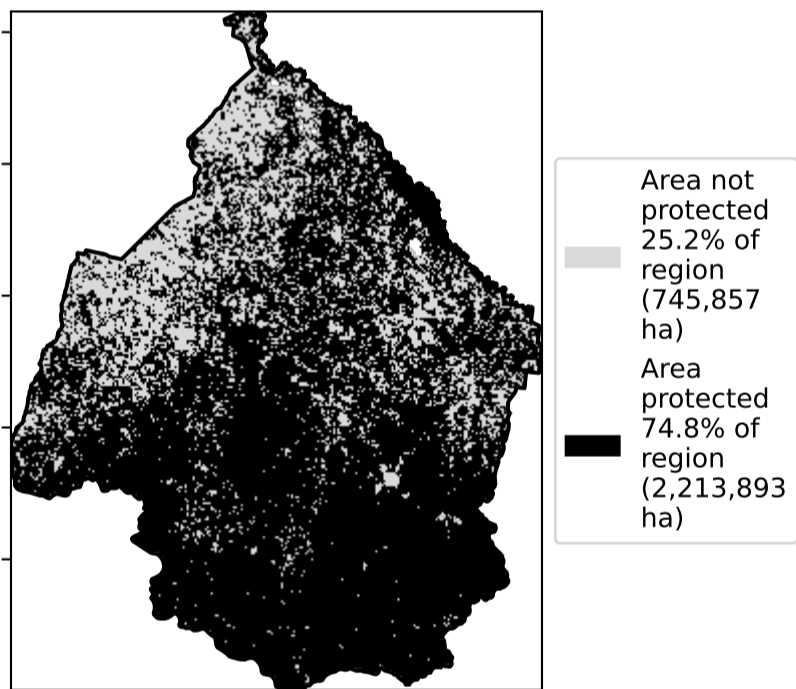 Area not
protected
25.2% of
region
(745,857
ha)
Area
protected
74.8% of
region
(2,213,893
ha)